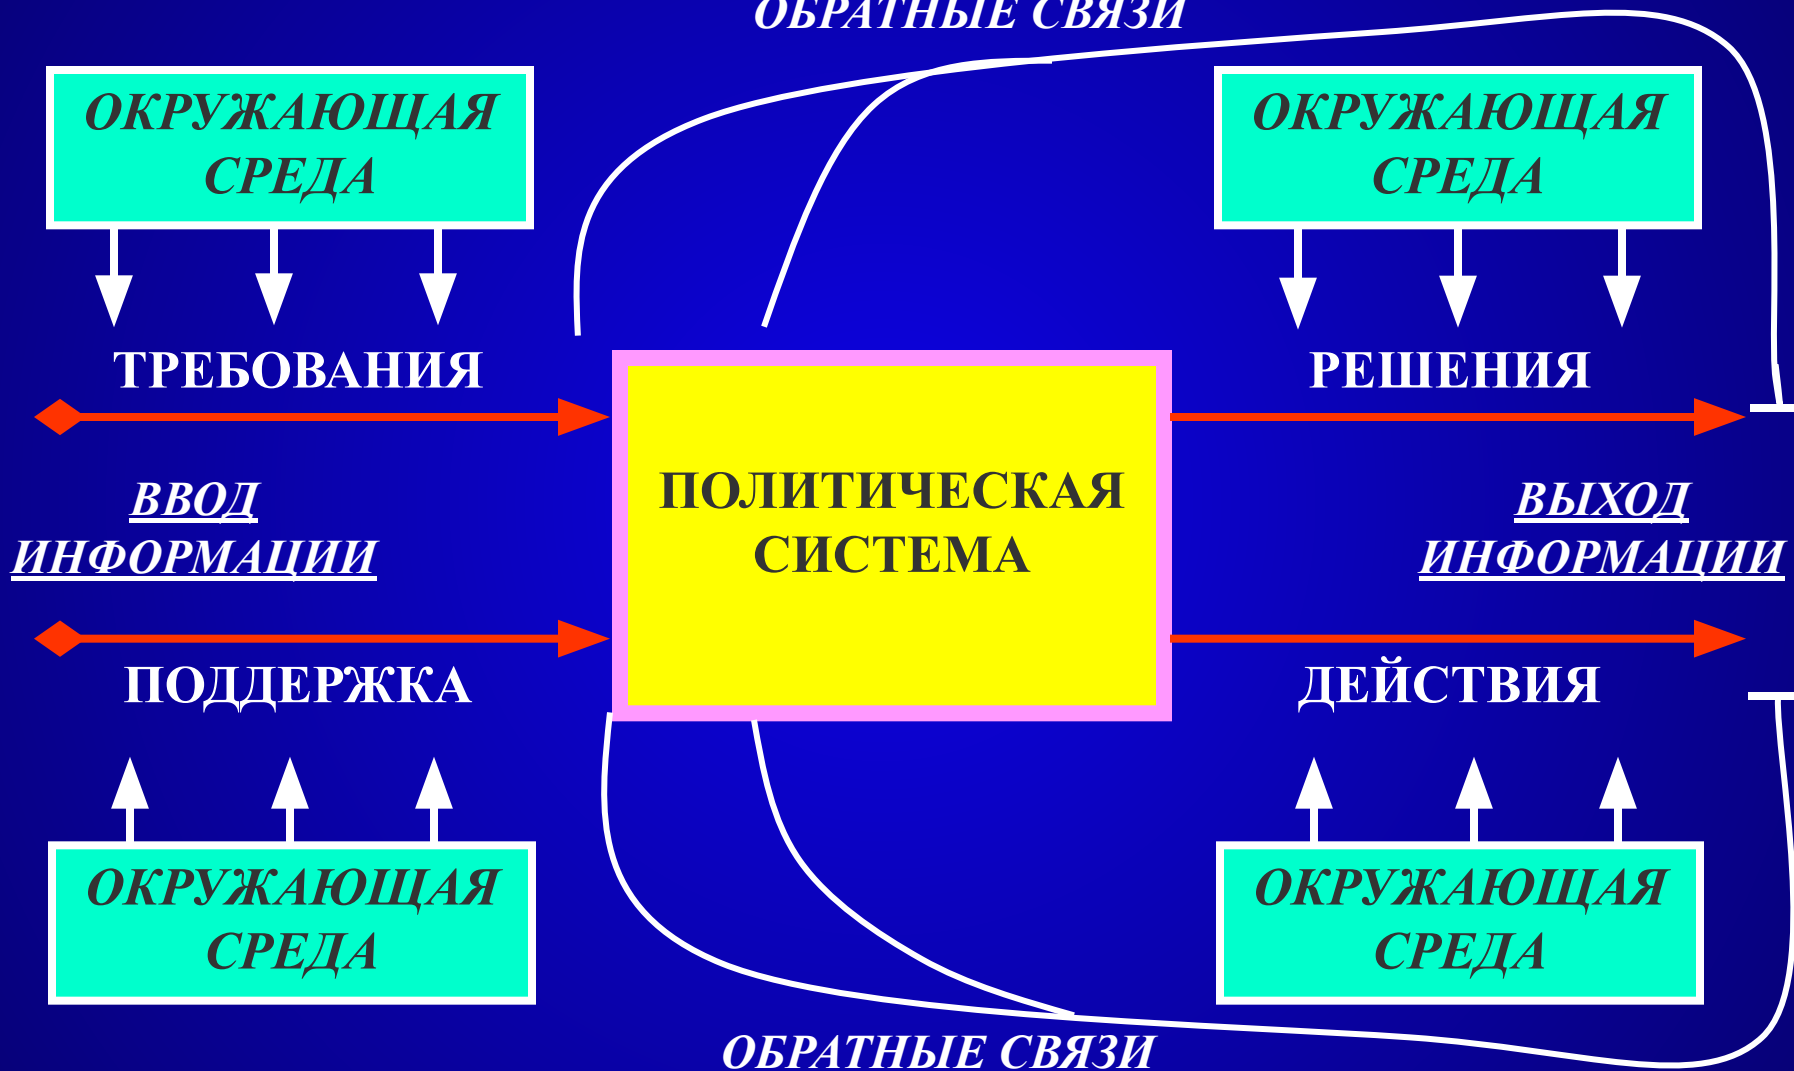 ОБРАТНЫЕ СВЯЗИ
ОКРУЖАЮЩАЯ
СРЕДА
ОКРУЖАЮЩАЯ
СРЕДА
ТРЕБОВАНИЯ
РЕШЕНИЯ
ПОЛИТИЧЕСКАЯ
СИСТЕМА
ВВОД
ИНФОРМАЦИИ
ВЫХОД
ИНФОРМАЦИИ
ПОДДЕРЖКА
ДЕЙСТВИЯ
ОКРУЖАЮЩАЯ
СРЕДА
ОКРУЖАЮЩАЯ
СРЕДА
ОБРАТНЫЕ СВЯЗИ